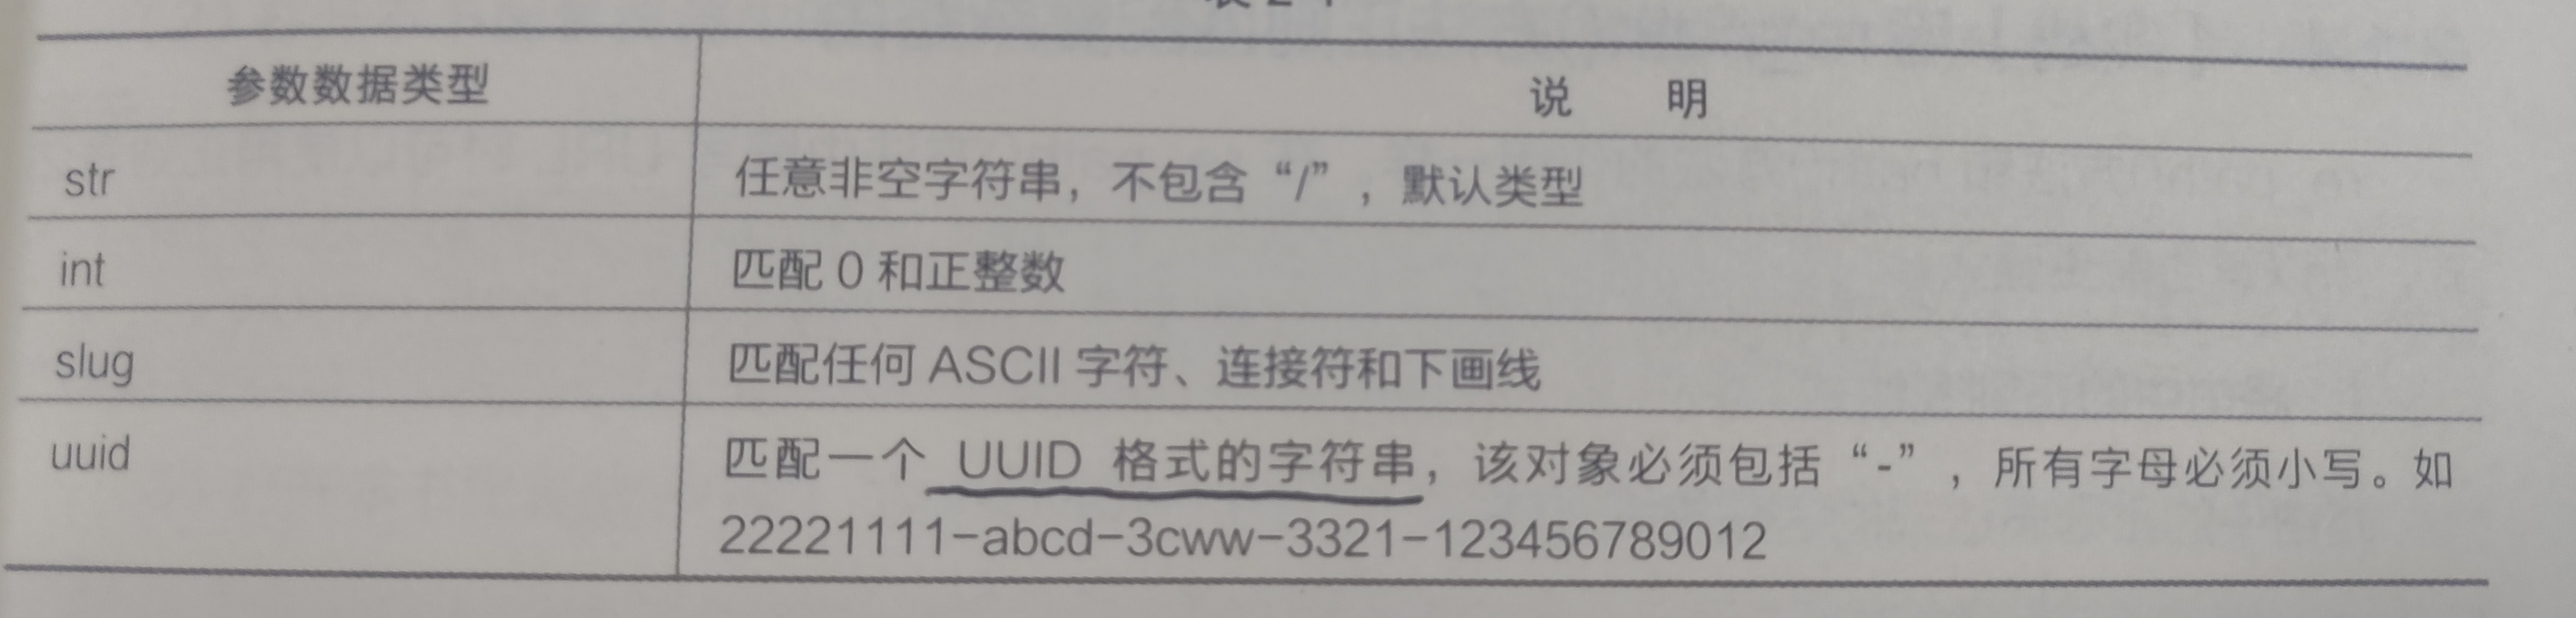 参数数据类型 说 明
str 任意非空字符串，不包含“/”，默认类型
int 匹配 0 和正整数
slug 匹配任何 ASCII 字符、连接符和下画线
uuid 匹配一个 UUID 格式的字符串，该对象必须包括“-”，所有字母必须小写。如
22221111-abcd-3cww-3321-123456789012